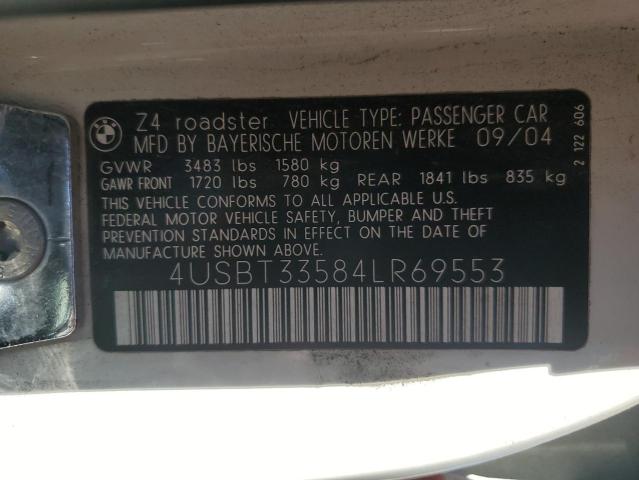 BMW
Z4 roadster VEHICLE TYPE: PASSENGER CAR
MFD BY BAYERISCHE MOTOREN WERKE 09/04
GVWR 3483 lbs 1580 kg
GAWR FRONT 1720 lbs 780 kg REAR 1841 lbs 835 kg
THIS VEHICLE CONFORMS TO ALL APPLICABLE U.S.
FEDERAL MOTOR VEHICLE SAFETY, BUMPER AND THEFT
PREVENTION STANDARDS IN EFFECT ON THE DATE OF
MANUFACTURE SHOWN ABOVE.
4USBT33584LR69553
2 122 606